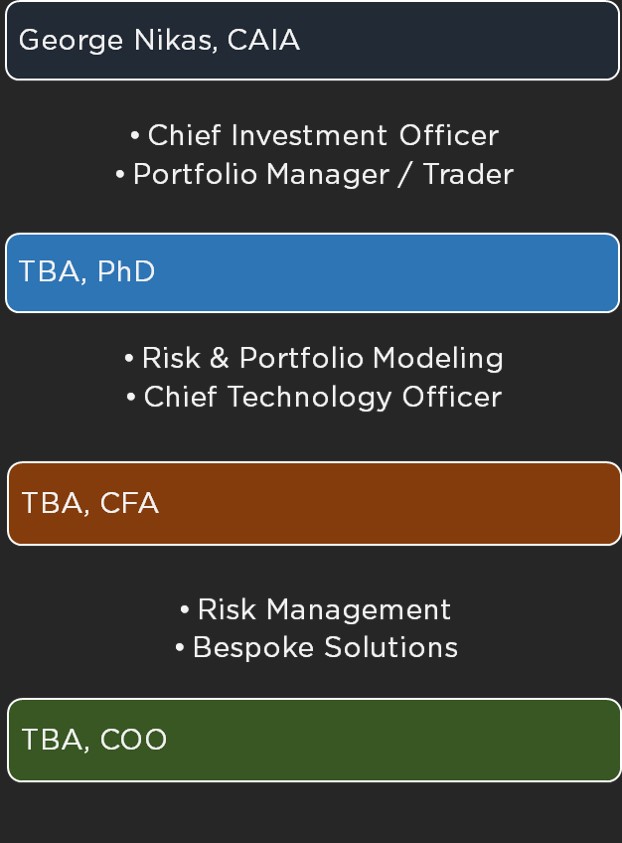 George Nikas, CAIA
• Chief Investment Officer
• Portfolio Manager / Trader
TBA, PhD
• Risk & Portfolio Modeling
• Chief Technology Officer
TBA, CFA
• Risk Management
• Bespoke Solutions
TBA, COO